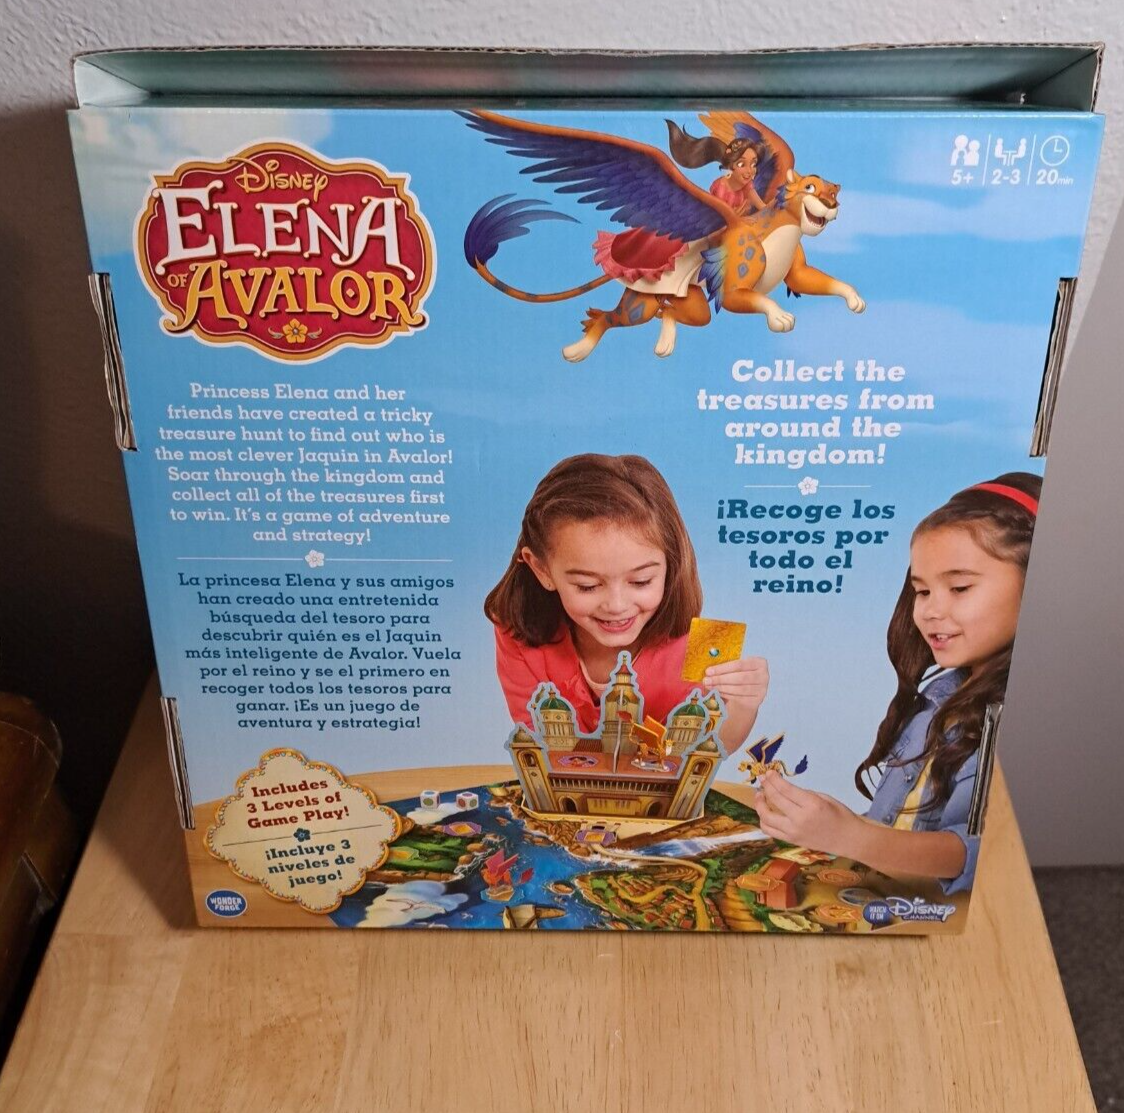 Disney
ELENA
OF AVALOR
5+ 2-3 20min
Princess Elena and her
friends have created a tricky
treasure hunt to find out who is
the most clever Jaquin in Avalor!
Soar through the kingdom and
collect all of the treasures first
to win. It's a game of adventure
and strategy!
La princesa Elena y sus amigos
han creado una entretenida
búsqueda del tesoro para
descubrir quién es el Jaquin
más inteligente de Avalor. Vuela
por el reino y se el primero en
recoger todos los tesoros para
ganar. ¡Es un juego de
aventura y estrategia!
Collect the
treasures from
around the
kingdom!
¡Recoge los
tesoros por
todo el
reino!
Includes
3 Levels of
Game Play!
¡Incluye 3
niveles de
juego!
WONDER
FORGE
WATCH
IT ON
Disney
CHANNEL